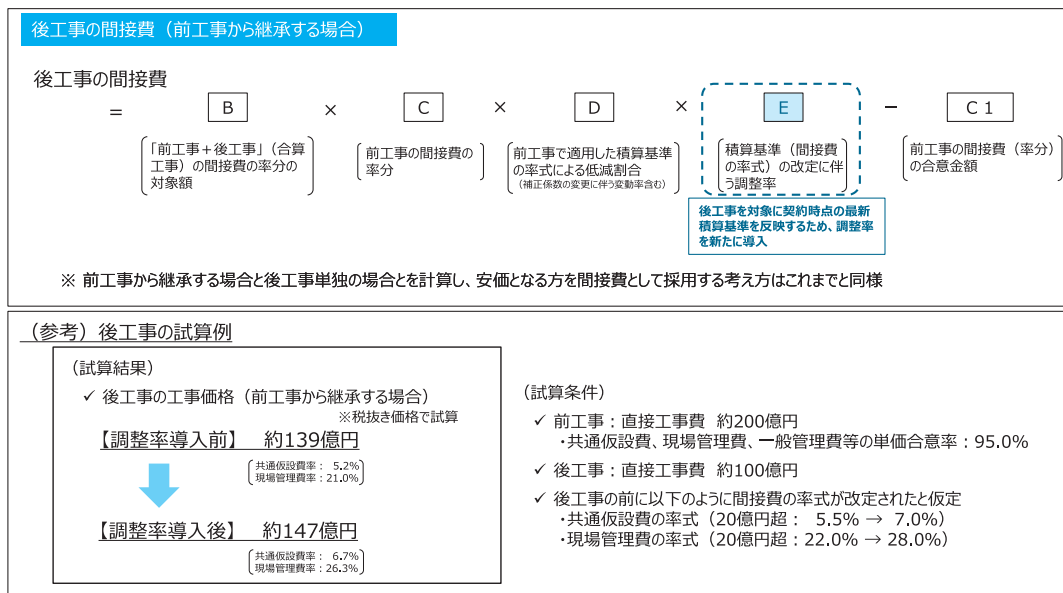 後工事の間接費（前工事から継承する場合）
後工事の間接費
＝ B × C × D × E － C１
「前工事＋後工事」（合算
工事）の間接費の率分の
対象額
前工事の間接費の
率分
前工事で適用した積算基準
の率式による低減割合
（補正係数の変更に伴う変動率含む）
積算基準（間接費
の率式）の改定に伴
う調整率
前工事の間接費（率分）
の合意金額
後工事を対象に契約時点の最新
積算基準を反映するため、調整率
を新たに導入
※ 前工事から継承する場合と後工事単独の場合とを計算し、安価となる方を間接費として採用する考え方はこれまでと同様
（参考）後工事の試算例
（試算結果）
✓ 後工事の工事価格（前工事から継承する場合）
※税抜き価格で試算
【調整率導入前】 約139億円
共通仮設費率： 5.2%
現場管理費率：21.0%
【調整率導入後】 約147億円
共通仮設費率： 6.7%
現場管理費率：26.3%
（試算条件）
✓ 前工事：直接工事費 約200億円
・共通仮設費、現場管理費、一般管理費等の単価合意率：95.0%
✓ 後工事：直接工事費 約100億円
✓ 後工事の前に以下のように間接費の率式が改定されたと仮定
・共通仮設費の率式（20億円超： 5.5% → 7.0%）
・現場管理費の率式（20億円超：22.0% → 28.0%）